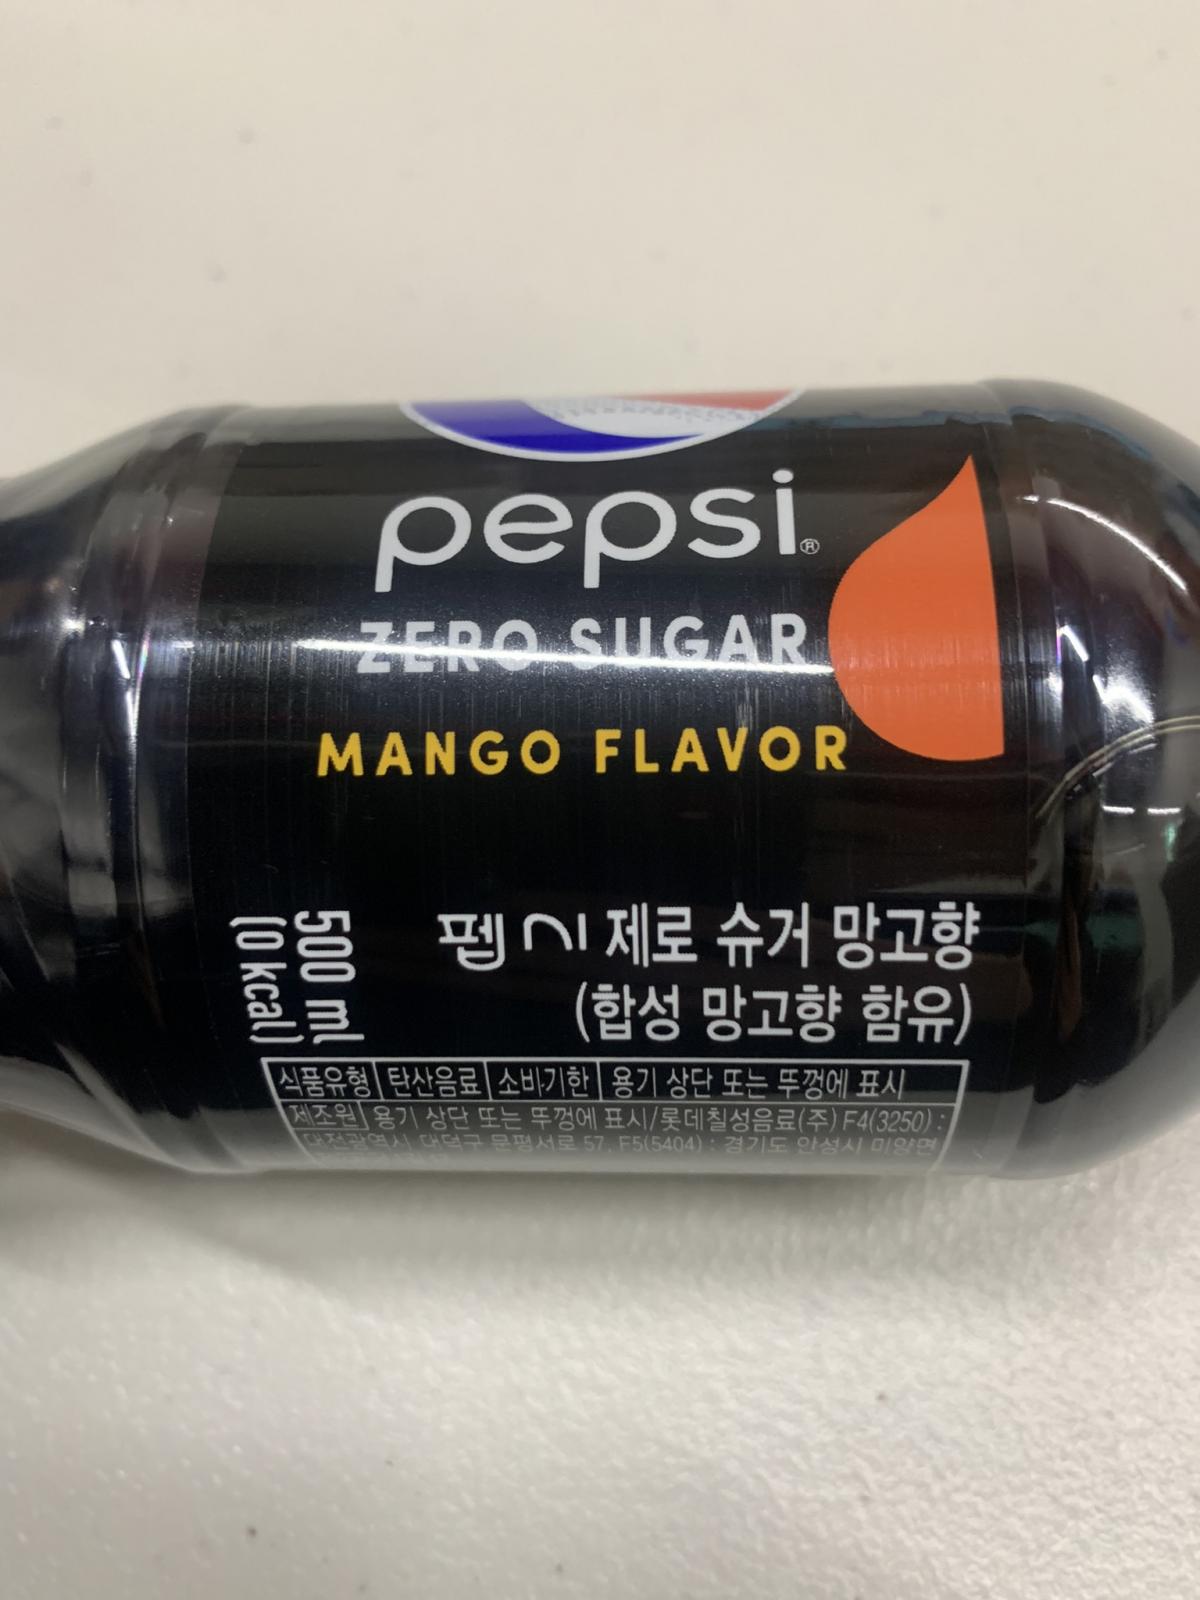 pepsi®
ZERO SUGAR
MANGO FLAVOR
500 ml
(0 kcal)
펩시 제로 슈거 망고향
(합성 망고향 함유)
식품유형 탄산음료 소비기한 용기 상단 또는 뚜껑에 표시
제조원 용기 상단 또는 뚜껑에 표시/롯데칠성음료(주) F4(3250) :
대전광역시 대덕구 문평서로 57, F5(5404) : 경기도 안성시 미양면